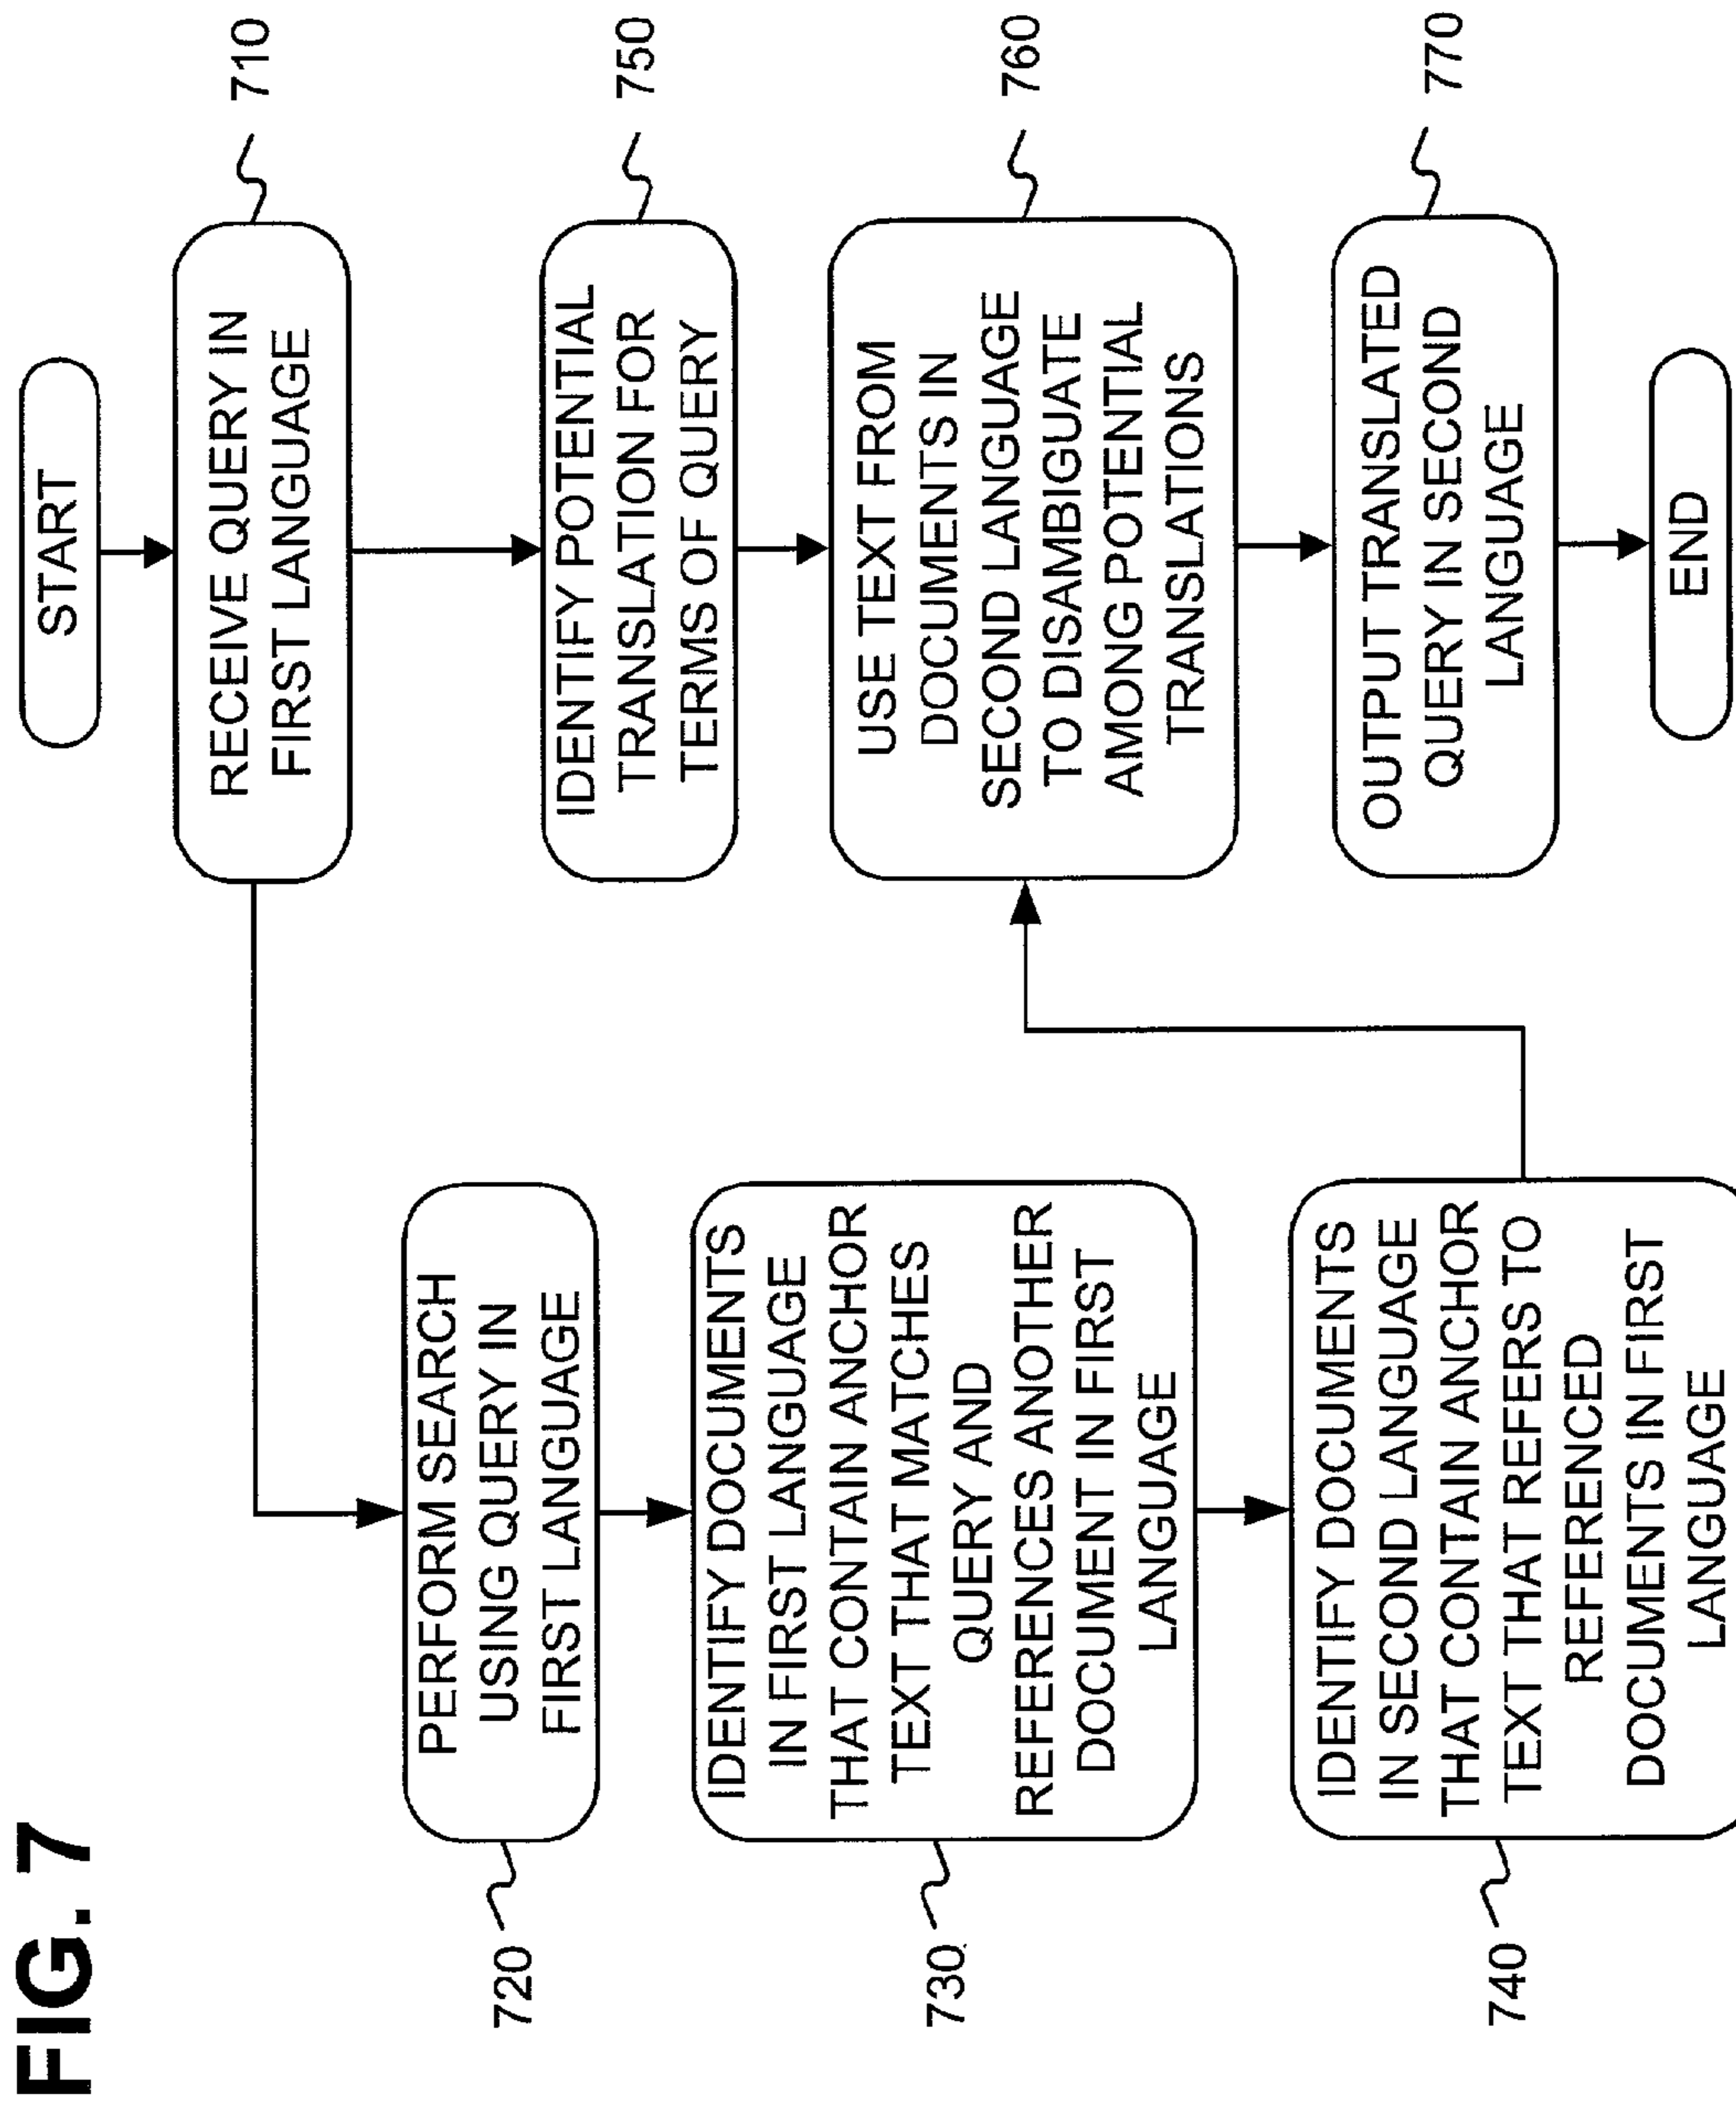 FIG. 7
START
RECEIVE QUERY IN
FIRST LANGUAGE
710
PERFORM SEARCH
USING QUERY IN
FIRST LANGUAGE
720
IDENTIFY DOCUMENTS
IN FIRST LANGUAGE
THAT CONTAIN ANCHOR
TEXT THAT MATCHES
QUERY AND
REFERENCES ANOTHER
DOCUMENT IN FIRST
LANGUAGE
730
IDENTIFY DOCUMENTS
IN SECOND LANGUAGE
THAT CONTAIN ANCHOR
TEXT THAT REFERS TO
REFERENCED
DOCUMENTS IN FIRST
LANGUAGE
740
IDENTIFY POTENTIAL
TRANSLATION FOR
TERMS OF QUERY
750
USE TEXT FROM
DOCUMENTS IN
SECOND LANGUAGE
TO DISAMBIGUATE
AMONG POTENTIAL
TRANSLATIONS
760
OUTPUT TRANSLATED
QUERY IN SECOND
LANGUAGE
770
END